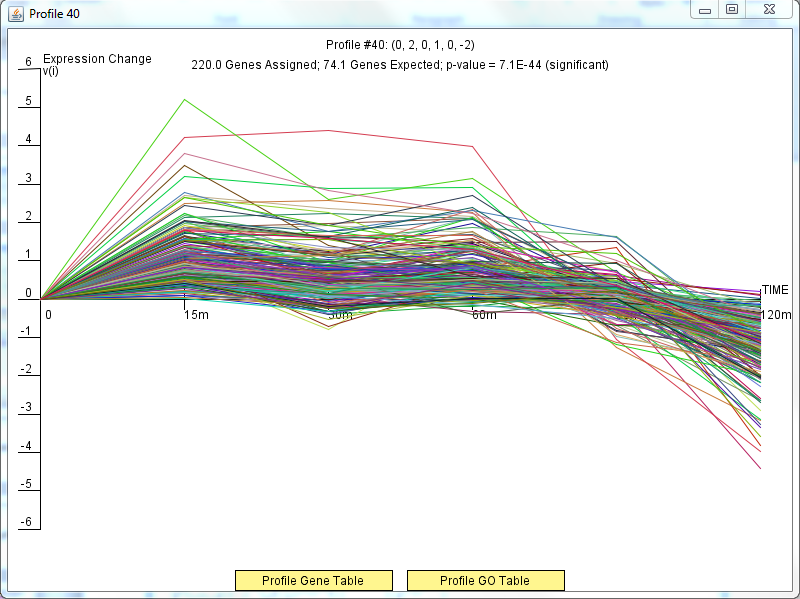 Profile 40
Profile #40: (0, 2, 0, 1, 0, -2)
220.0 Genes Assigned; 74.1 Genes Expected; p-value = 7.1E-44 (significant)
Expression Change
v(i)
6
5
4
3
2
1
0
-1
-2
-3
-4
-5
-6
0
15m
30m
60m
120m
TIME
Profile Gene Table
Profile GO Table